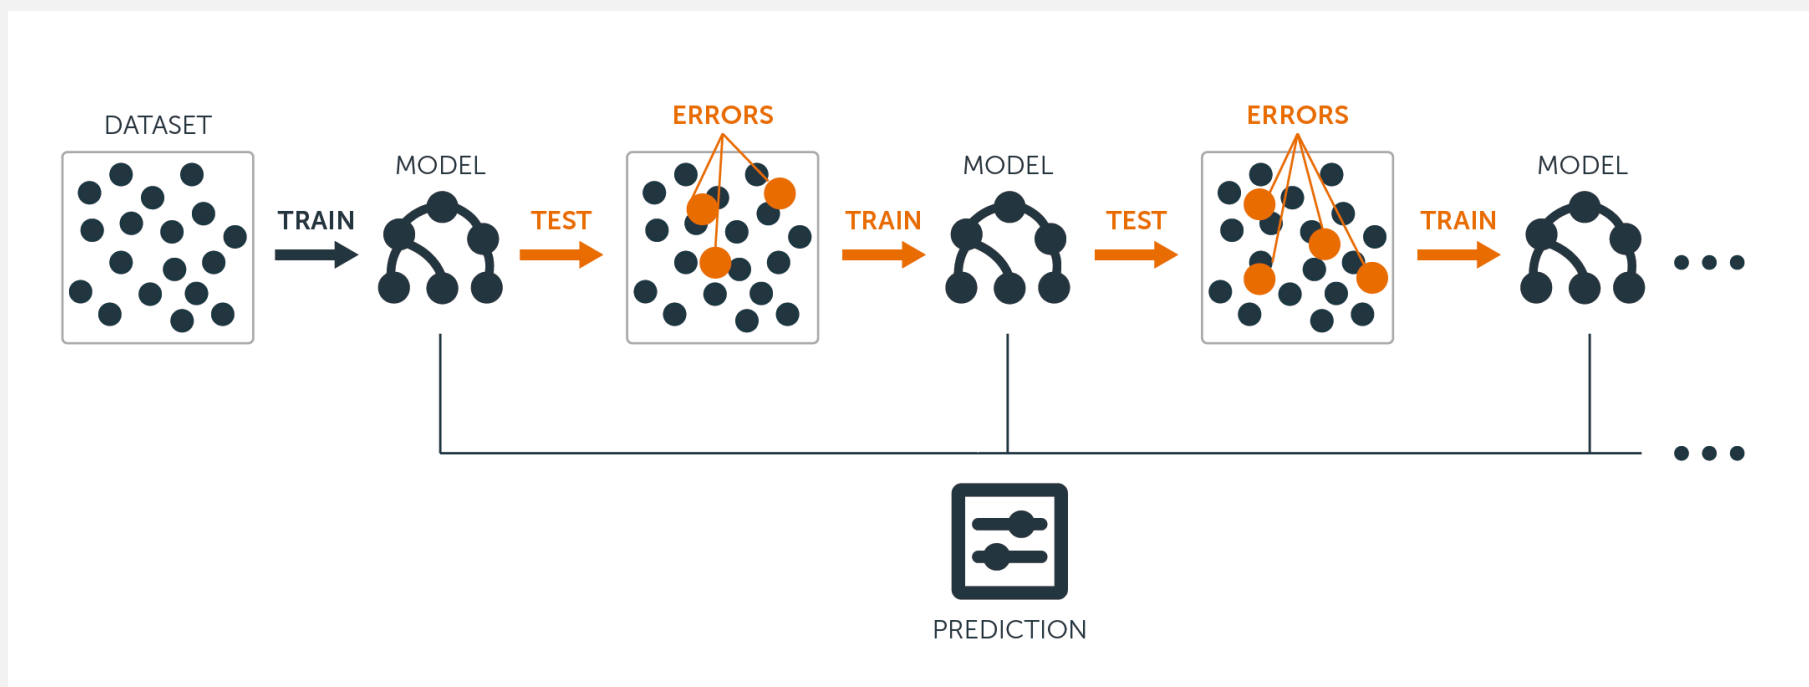 DATASET
TRAIN
MODEL
TEST
ERRORS
TRAIN
MODEL
TEST
ERRORS
TRAIN
MODEL
PREDICTION